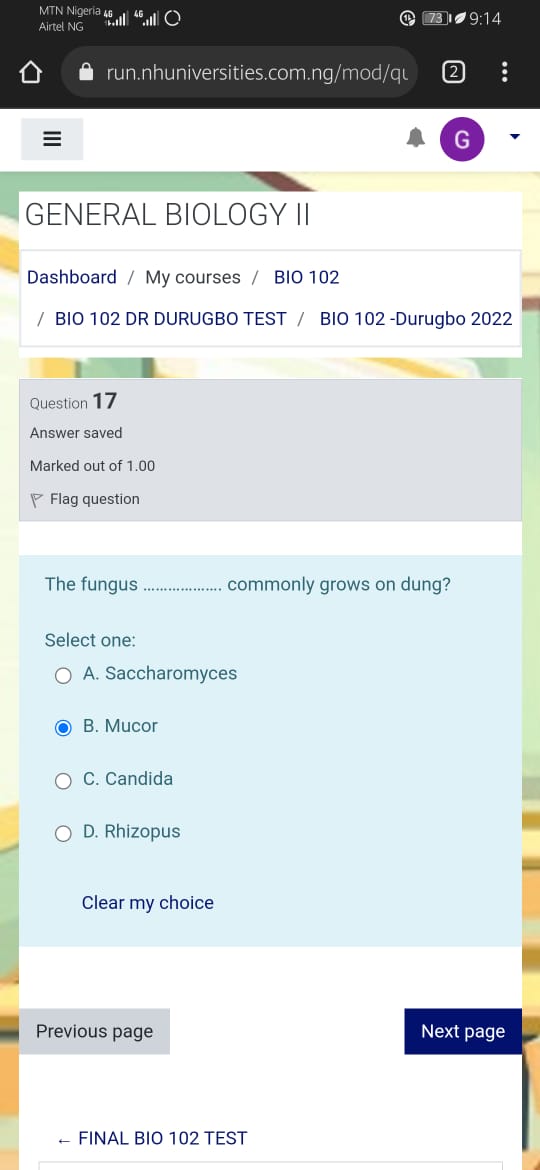 MTN Nigeria 4G 4G 73 9:14
Airtel NG
run.nhuniversities.com.ng/mod/qu 2
G
GENERAL BIOLOGY II
Dashboard / My courses / BIO 102
/ BIO 102 DR DURUGBO TEST / BIO 102 -Durugbo 2022
Question 17
Answer saved
Marked out of 1.00
Flag question
The fungus ................... commonly grows on dung?
Select one:
A. Saccharomyces
B. Mucor
C. Candida
D. Rhizopus
Clear my choice
Previous page Next page
← FINAL BIO 102 TEST